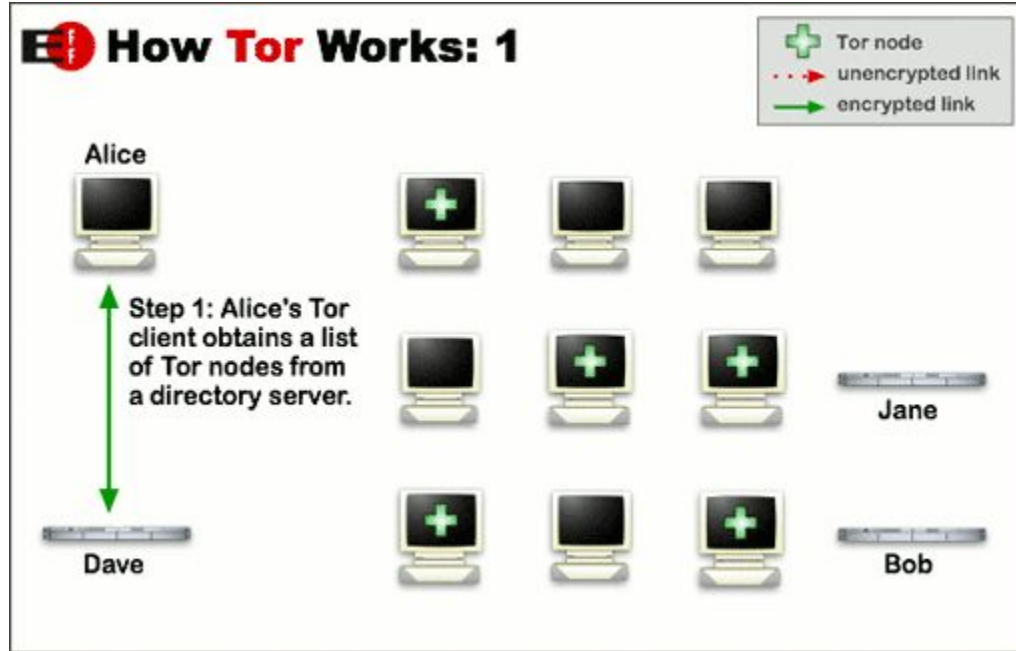 EFF How Tor Works: 1
Tor node
unencrypted link
encrypted link
Alice
Step 1: Alice's Tor
client obtains a list
of Tor nodes from
a directory server.
Jane
Dave
Bob